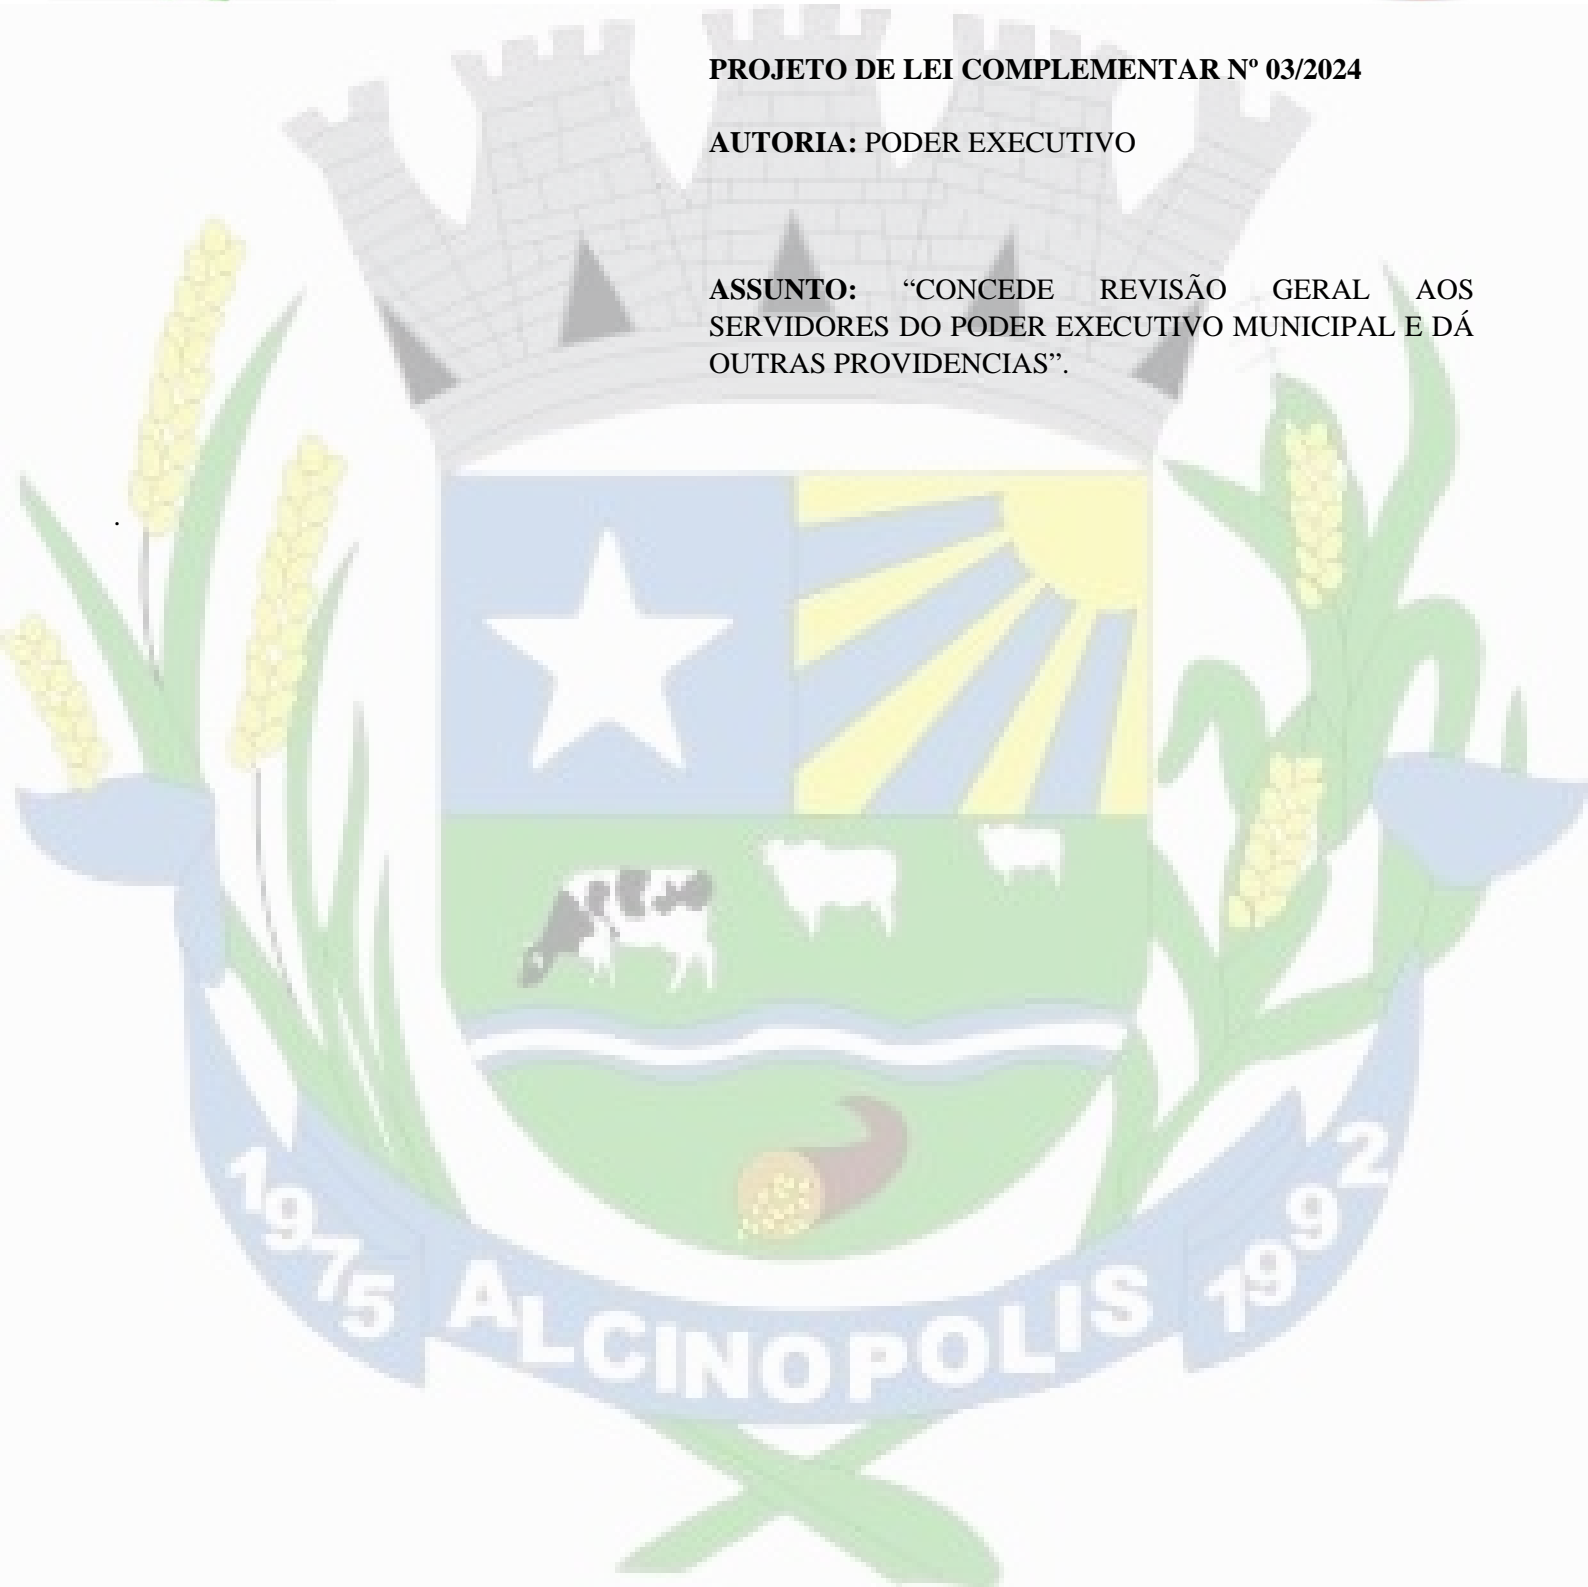 PROJETO DE LEI COMPLEMENTAR Nº 03/2024
AUTORIA: PODER EXECUTIVO
ASSUNTO: “CONCEDE REVISÃO GERAL AOS
SERVIDORES DO PODER EXECUTIVO MUNICIPAL E DÁ
OUTRAS PROVIDENCIAS”.
.
1975 ALCINOPOLIS 1992